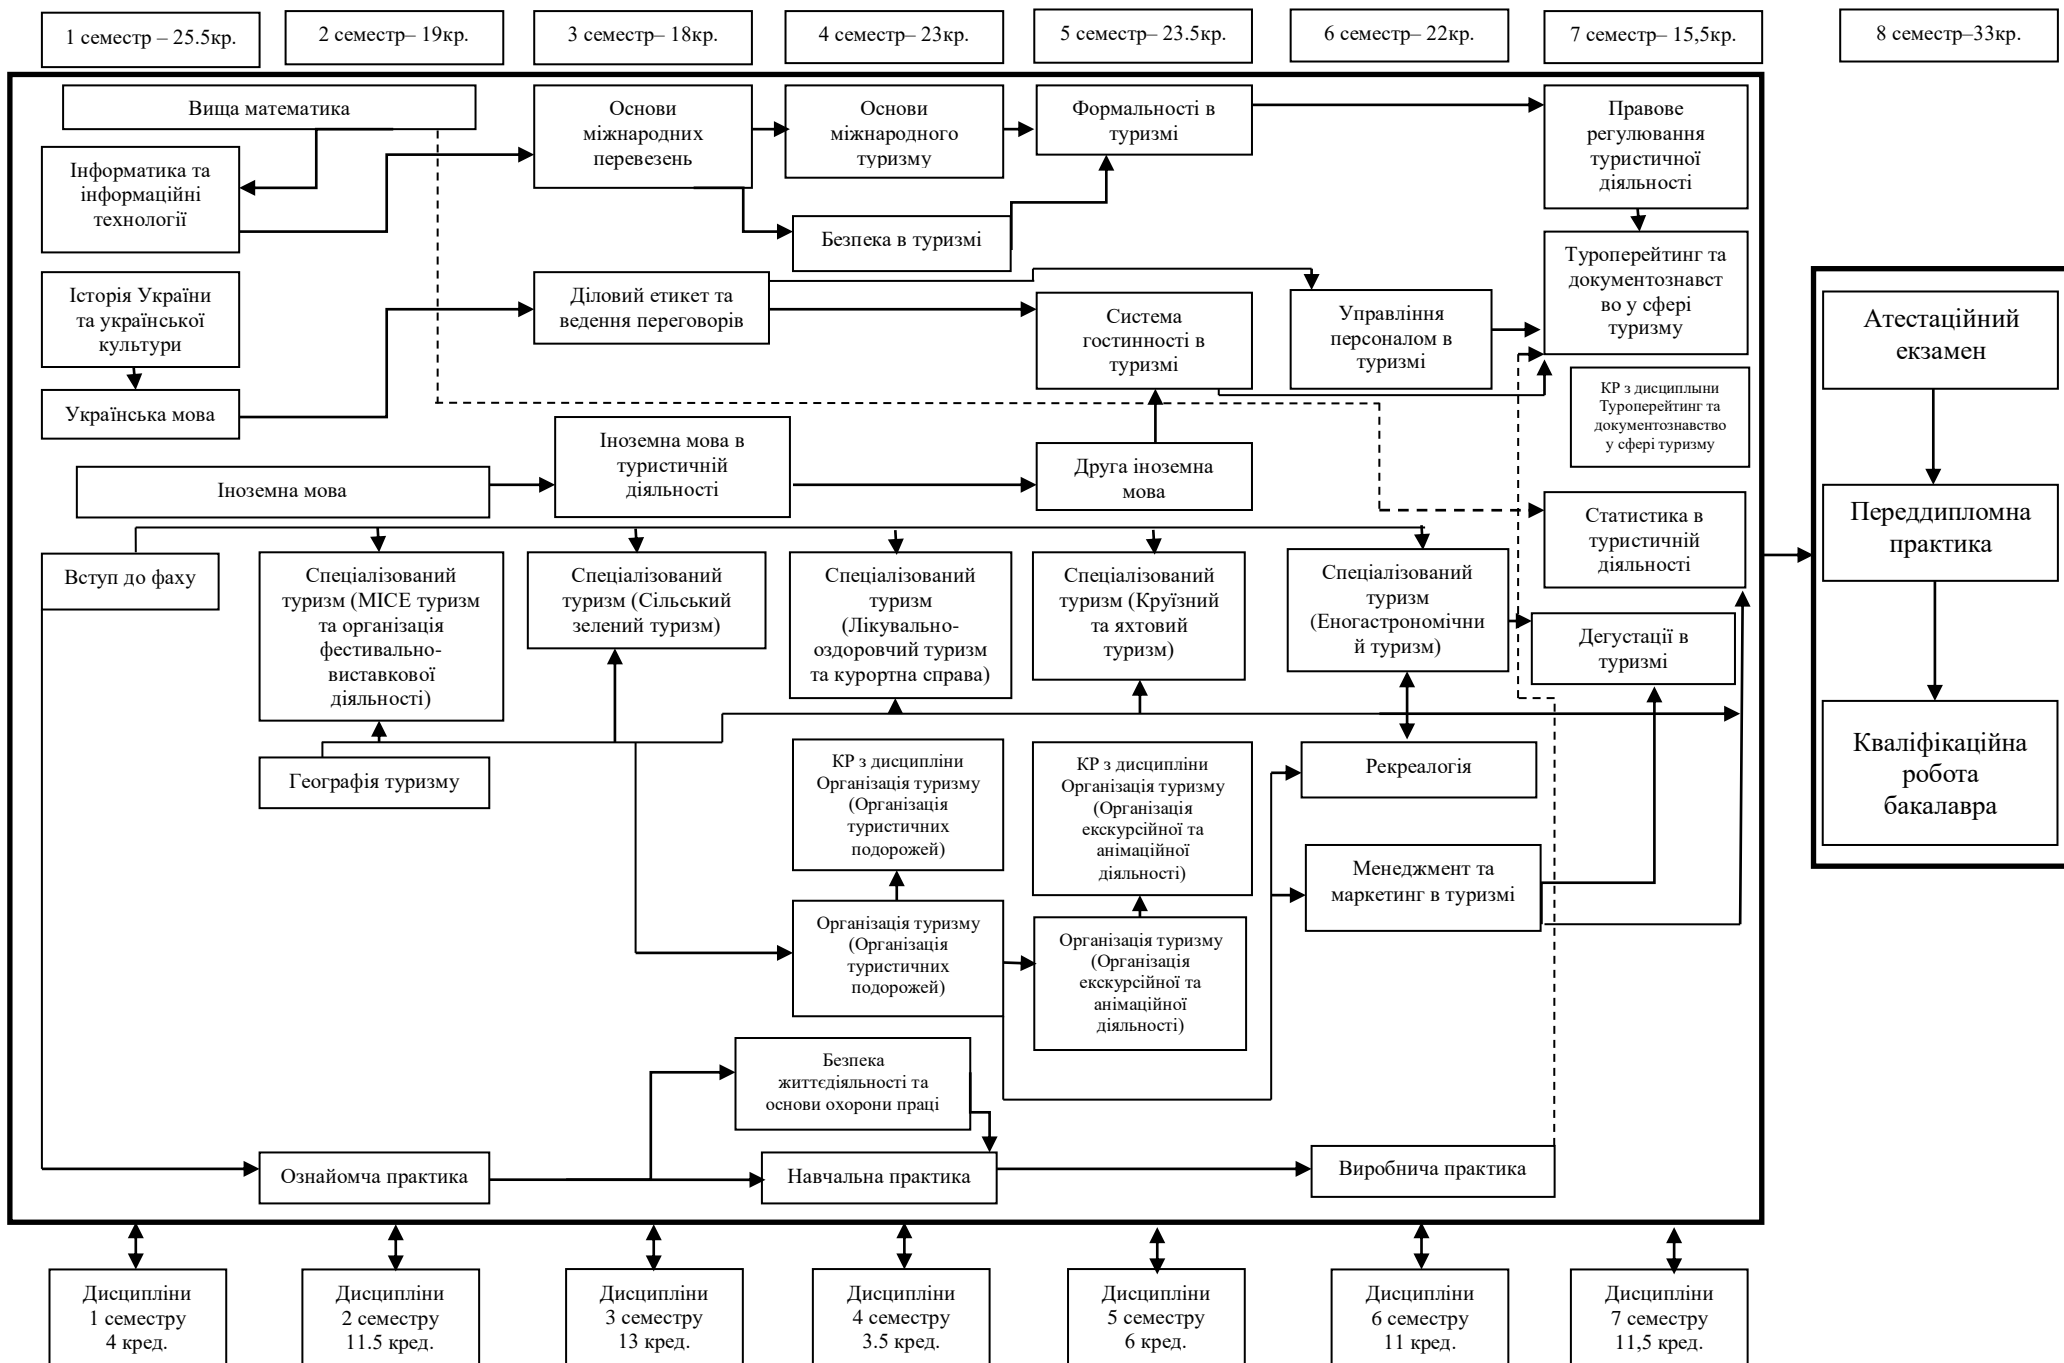 1 семестр – 25.5кр.
2 семестр– 19кр.
3 семестр– 18кр.
4 семестр– 23кр.
5 семестр– 23.5кр.
6 семестр– 22кр.
7 семестр– 15,5кр.
8 семестр–33кр.
Вища математика
Основи
міжнародних
перевезень
Основи
міжнародного
туризму
Формальності в
туризмі
Правове
регулювання
туристичної
діяльності
Інформатика та
інформаційні
технології
Безпека в туризмі
Туроперейтинг та
документознавст
во у сфері
туризму
Історія України
та української
культури
Діловий етикет та
ведення переговорів
Система
гостинності в
туризмі
Управління
персоналом в
туризмі
Атестаційний
екзамен
Українська мова
КР з дисциплыни
Туроперейтинг та
документознавство
у сфері туризму
Іноземна мова
Іноземна мова в
туристичній
діяльності
Друга іноземна
мова
Статистика в
туристичній
діяльності
Переддипломна
практика
Вступ до фаху
Спеціалізований
туризм (МІСЕ туризм
та організація
фестивально-
виставкової
діяльності)
Спеціалізований
туризм (Сільський
зелений туризм)
Спеціалізований
туризм
(Лікувально-
оздоровчий туризм
та курортна справа)
Спеціалізований
туризм (Круїзний
та яхтовий
туризм)
Спеціалізований
туризм
(Еногастрономічни
й туризм)
Дегустації в
туризмі
Географія туризму
КР з дисципліни
Організація туризму
(Організація
туристичних
подорожей)
КР з дисципліни
Організація туризму
(Організація
екскурсійної та
анімаційної
діяльності)
Рекреалогія
Кваліфікаційна
робота
бакалавра
Організація туризму
(Організація
туристичних
подорожей)
Організація туризму
(Організація
екскурсійної та
анімаційної
діяльності)
Менеджмент та
маркетинг в туризмі
Безпека
життєдіяльності та
основи охорони праці
Ознайомча практика
Навчальна практика
Виробнича практика
Дисципліни
1 семестру
4 кред.
Дисципліни
2 семестру
11.5 кред.
Дисципліни
3 семестру
13 кред.
Дисципліни
4 семестру
3.5 кред.
Дисципліни
5 семестру
6 кред.
Дисципліни
6 семестру
11 кред.
Дисципліни
7 семестру
11,5 кред.